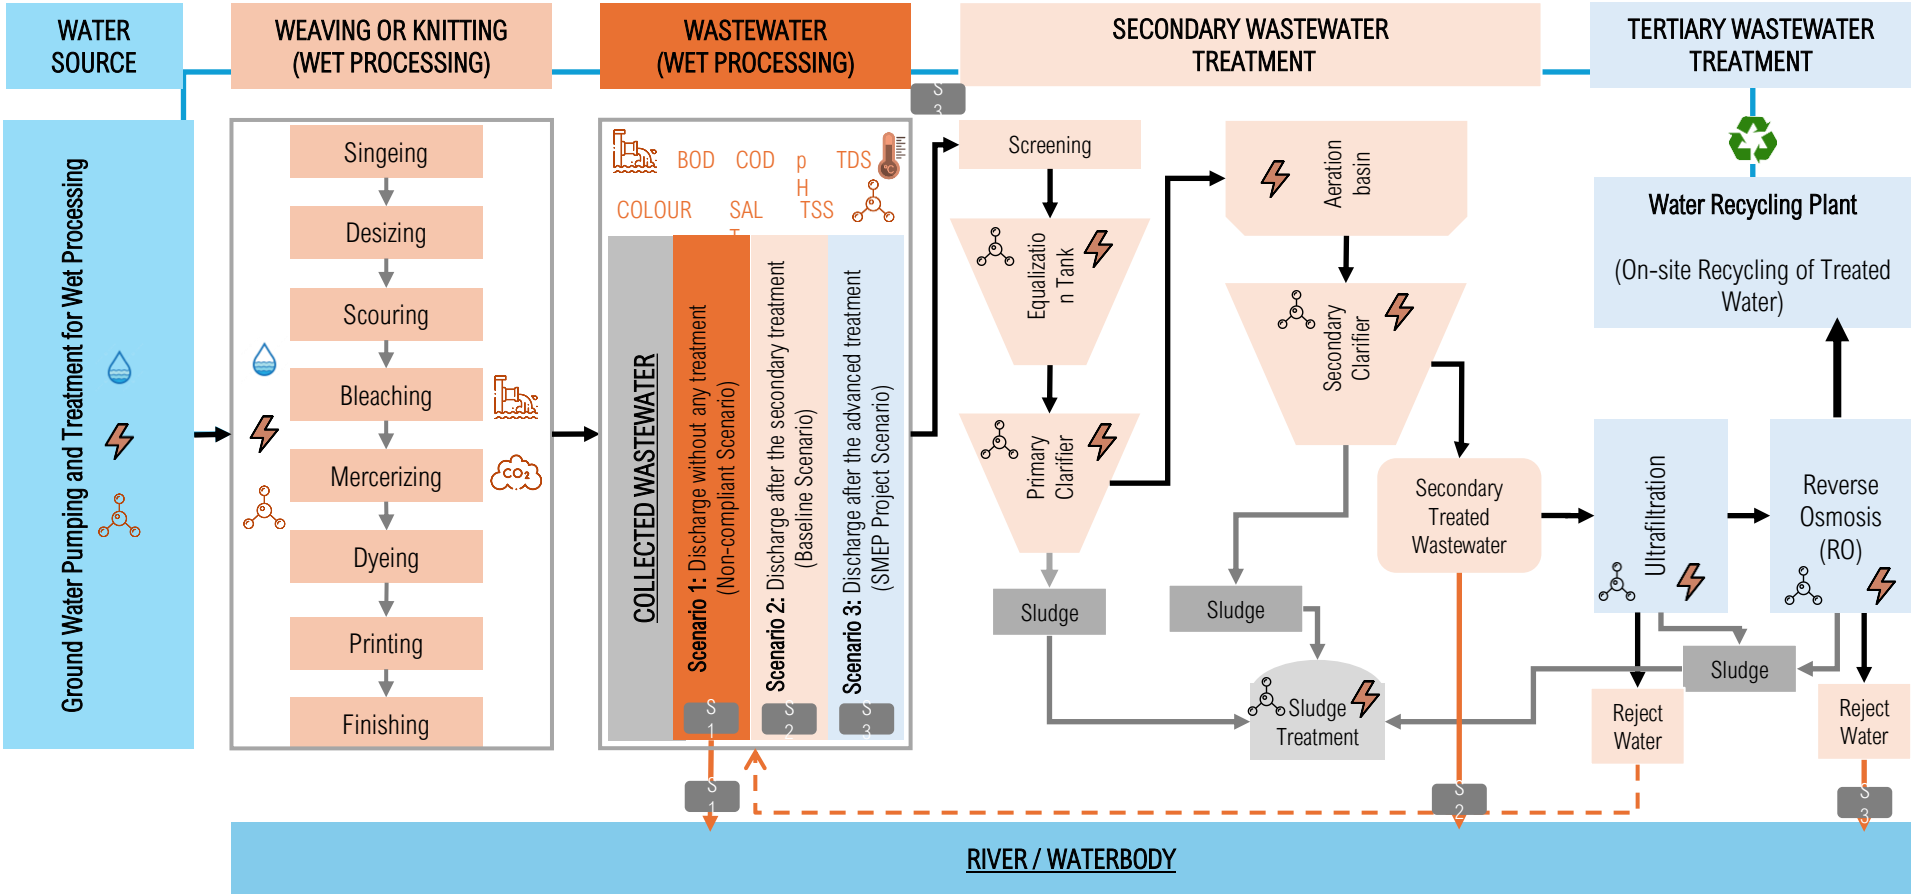 WATER
SOURCE
WEAVING OR KNITTING
(WET PROCESSING)
WASTEWATER
(WET PROCESSING)
SECONDARY WASTEWATER
TREATMENT
TERTIARY WASTEWATER
TREATMENT
S
3
Ground Water Pumping and Treatment for Wet Processing
Singeing
Desizing
Scouring
Bleaching
Mercerizing
Dyeing
Printing
Finishing
CO2
BOD
COD
p
H
TDS
°C
COLOUR
SAL
T
TSS
COLLECTED WASTEWATER
Scenario 1: Discharge without any treatment
(Non-compliant Scenario)
Scenario 2: Discharge after the secondary treatment
(Baseline Scenario)
Scenario 3: Discharge after the advanced treatment
(SMEP Project Scenario)
S
1
S
2
S
3
Screening
Equalizatio
n Tank
Primary
Clarifier
Sludge
Aeration
basin
Secondary
Clarifier
Sludge
Sludge
Treatment
Secondary
Treated
Wastewater
Water Recycling Plant
(On-site Recycling of Treated
Water)
Ultrafiltration
Reverse
Osmosis
(RO)
Sludge
Reject
Water
Reject
Water
S
1
S
2
S
3
RIVER / WATERBODY